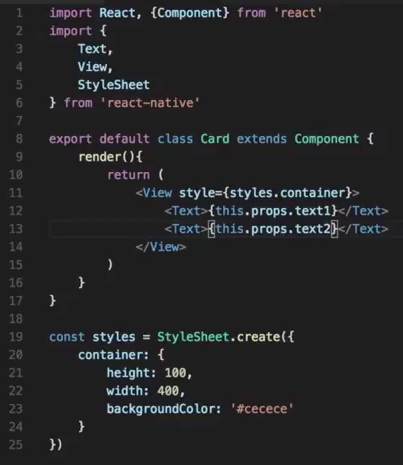 1 import React, {Component} from 'react'
2 import {
3     Text,
4     View,
5     StyleSheet
6 } from 'react-native'
7
8 export default class Card extends Component {
9     render(){
10         return (
11             <View style={styles.container}>
12                 <Text>{this.props.text1}</Text>
13                 <Text>{this.props.text2}</Text>
14             </View>
15         )
16     }
17 }
18
19 const styles = StyleSheet.create({
20     container: {
21         height: 100,
22         width: 400,
23         backgroundColor: '#cecece'
24     }
25 })